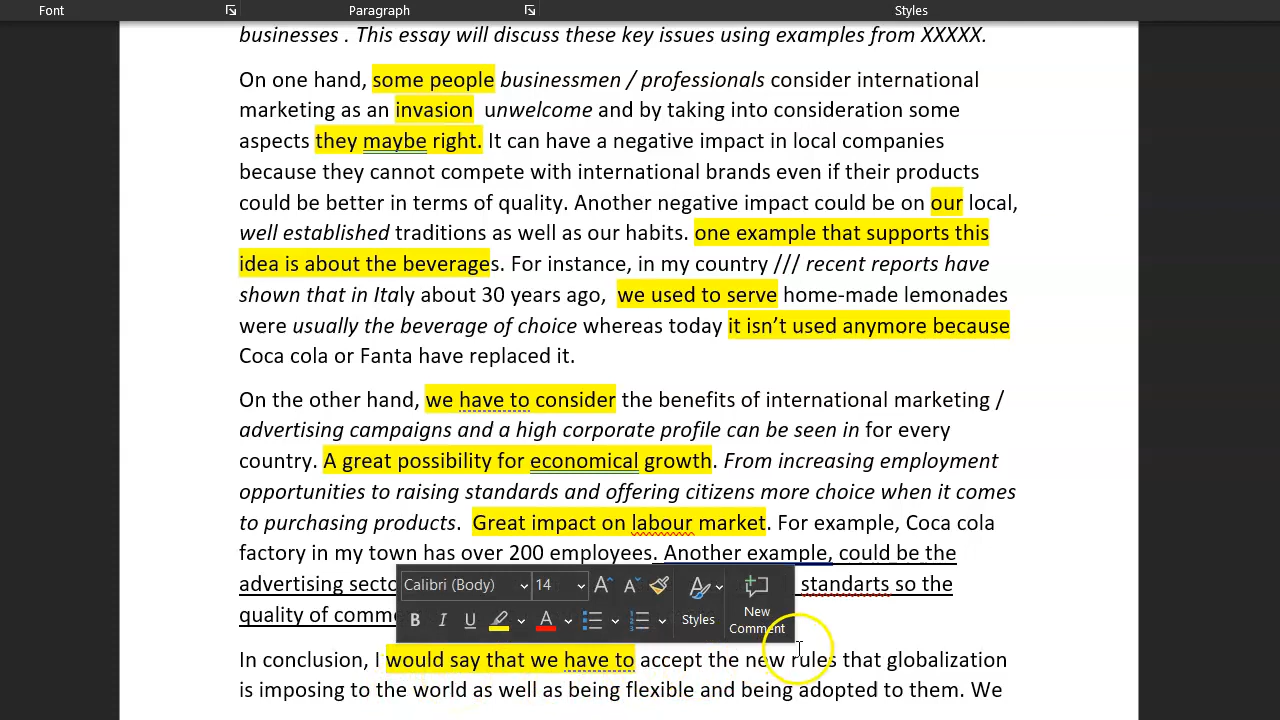 Font Paragraph Styles
businesses . This essay will discuss these key issues using examples from XXXXX.
On one hand, some people businessmen / professionals consider international
marketing as an invasion unwelcome and by taking into consideration some
aspects they maybe right. It can have a negative impact in local companies
because they cannot compete with international brands even if their products
could be better in terms of quality. Another negative impact could be on our local,
well established traditions as well as our habits. one example that supports this
idea is about the beverages. For instance, in my country /// recent reports have
shown that in Italy about 30 years ago, we used to serve home-made lemonades
were usually the beverage of choice whereas today it isn't used anymore because
Coca cola or Fanta have replaced it.
On the other hand, we have to consider the benefits of international marketing /
advertising campaigns and a high corporate profile can be seen in for every
country. A great possibility for economical growth. From increasing employment
opportunities to raising standards and offering citizens more choice when it comes
to purchasing products. Great impact on labour market. For example, Coca cola
factory in my town has over 200 employees. Another example, could be the
advertising secto standarts so the
quality of comme
Calibri (Body) 14 A A
B I U A Styles New
Comment
In conclusion, I would say that we have to accept the new rules that globalization
is imposing to the world as well as being flexible and being adopted to them. We